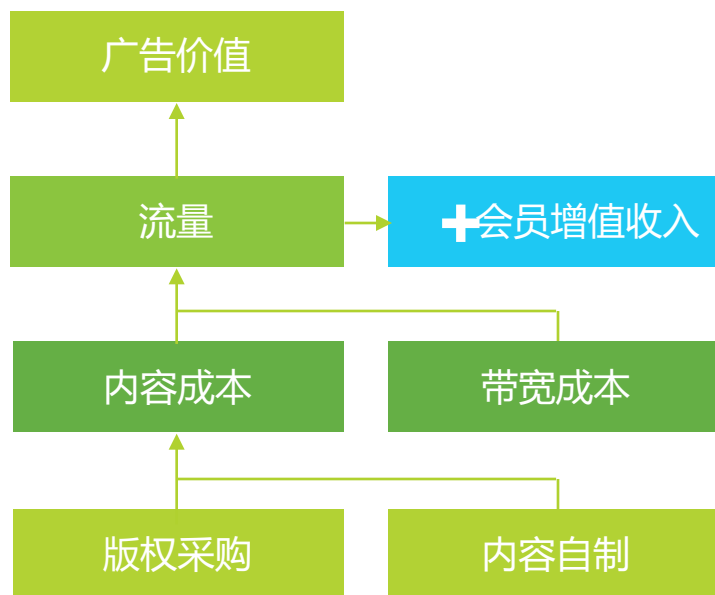 广告价值
流量
+会员增值收入
内容成本
带宽成本
版权采购
内容自制